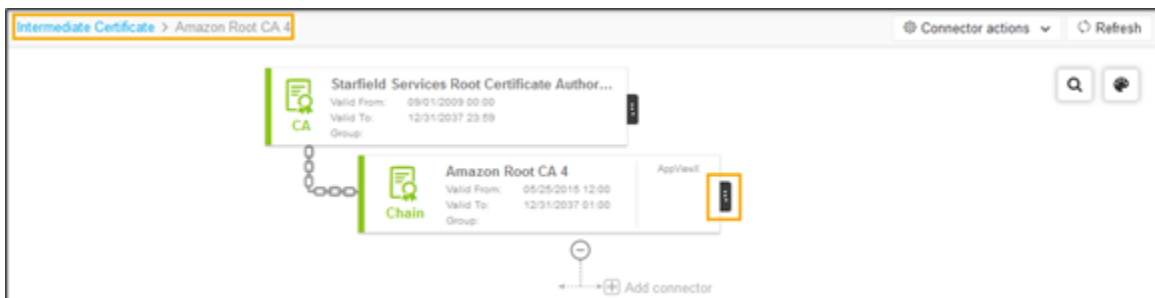 Intermediate Certificate > Amazon Root CA 4
Connector actions
Refresh
Starfield Services Root Certificate Author...
Valid From: 09/01/2009 00:00
Valid To: 12/31/2037 23:59
Group:
CA
Amazon Root CA 4
AppViewX
Valid From: 05/25/2015 12:00
Valid To: 12/31/2037 01:00
Group:
Chain
Add connector